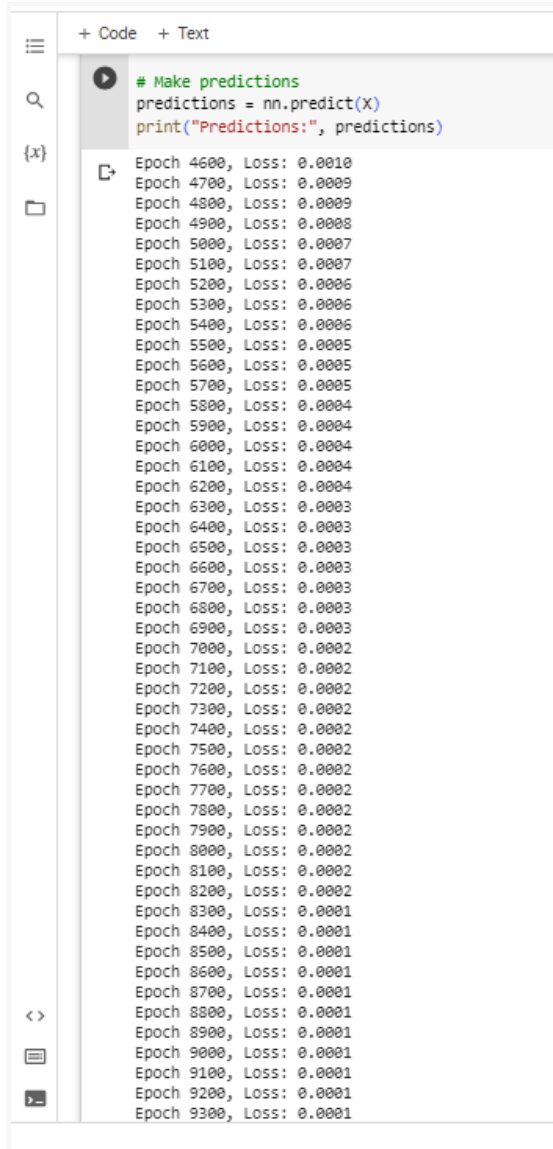 + Code + Text
# Make predictions
predictions = nn.predict(X)
print("Predictions:", predictions)
{x}
Epoch 4600, Loss: 0.0010
Epoch 4700, Loss: 0.0009
Epoch 4800, Loss: 0.0009
Epoch 4900, Loss: 0.0008
Epoch 5000, Loss: 0.0007
Epoch 5100, Loss: 0.0007
Epoch 5200, Loss: 0.0006
Epoch 5300, Loss: 0.0006
Epoch 5400, Loss: 0.0006
Epoch 5500, Loss: 0.0005
Epoch 5600, Loss: 0.0005
Epoch 5700, Loss: 0.0005
Epoch 5800, Loss: 0.0004
Epoch 5900, Loss: 0.0004
Epoch 6000, Loss: 0.0004
Epoch 6100, Loss: 0.0004
Epoch 6200, Loss: 0.0004
Epoch 6300, Loss: 0.0003
Epoch 6400, Loss: 0.0003
Epoch 6500, Loss: 0.0003
Epoch 6600, Loss: 0.0003
Epoch 6700, Loss: 0.0003
Epoch 6800, Loss: 0.0003
Epoch 6900, Loss: 0.0003
Epoch 7000, Loss: 0.0002
Epoch 7100, Loss: 0.0002
Epoch 7200, Loss: 0.0002
Epoch 7300, Loss: 0.0002
Epoch 7400, Loss: 0.0002
Epoch 7500, Loss: 0.0002
Epoch 7600, Loss: 0.0002
Epoch 7700, Loss: 0.0002
Epoch 7800, Loss: 0.0002
Epoch 7900, Loss: 0.0002
Epoch 8000, Loss: 0.0002
Epoch 8100, Loss: 0.0002
Epoch 8200, Loss: 0.0002
Epoch 8300, Loss: 0.0001
Epoch 8400, Loss: 0.0001
Epoch 8500, Loss: 0.0001
Epoch 8600, Loss: 0.0001
Epoch 8700, Loss: 0.0001
Epoch 8800, Loss: 0.0001
Epoch 8900, Loss: 0.0001
Epoch 9000, Loss: 0.0001
Epoch 9100, Loss: 0.0001
Epoch 9200, Loss: 0.0001
Epoch 9300, Loss: 0.0001